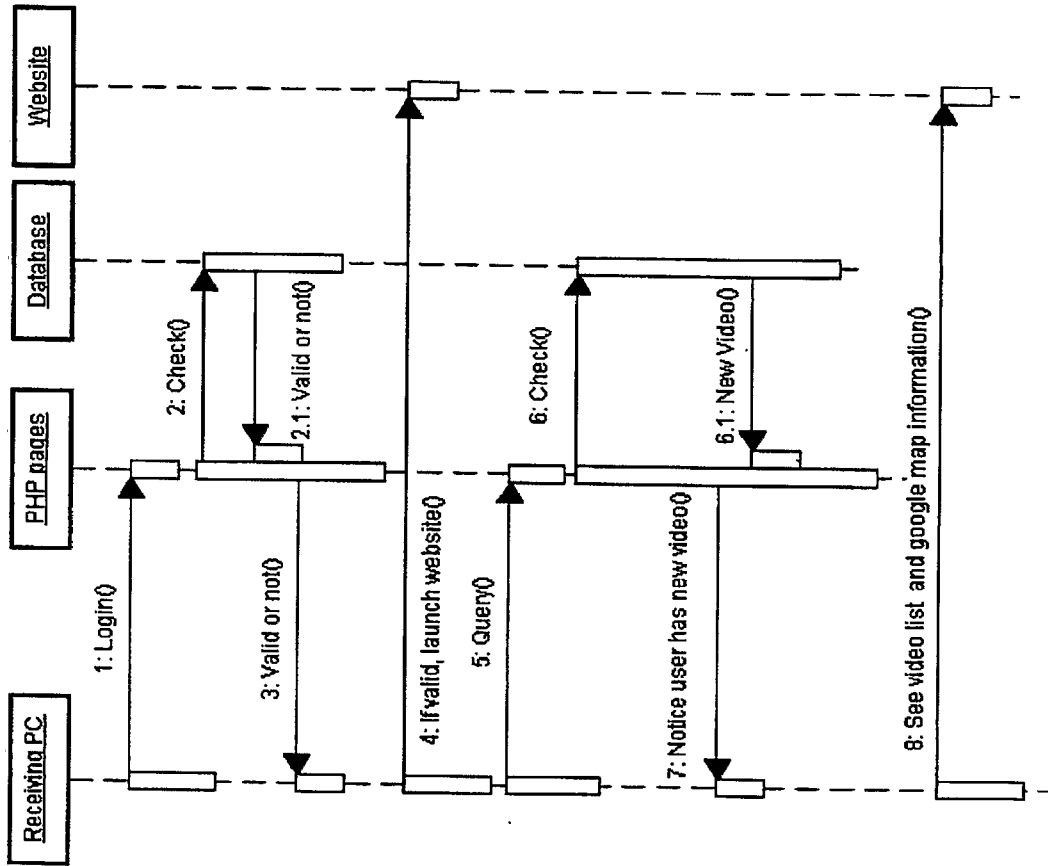 Receiving PC
PHP pages
Database
Website
1: Login()
2: Check()
2.1: Valid or not()
3: Valid or not()
4: If valid, launch website()
5: Query()
6: Check()
6.1: New Video()
7: Notice user has new video()
8: See video list and google map information()